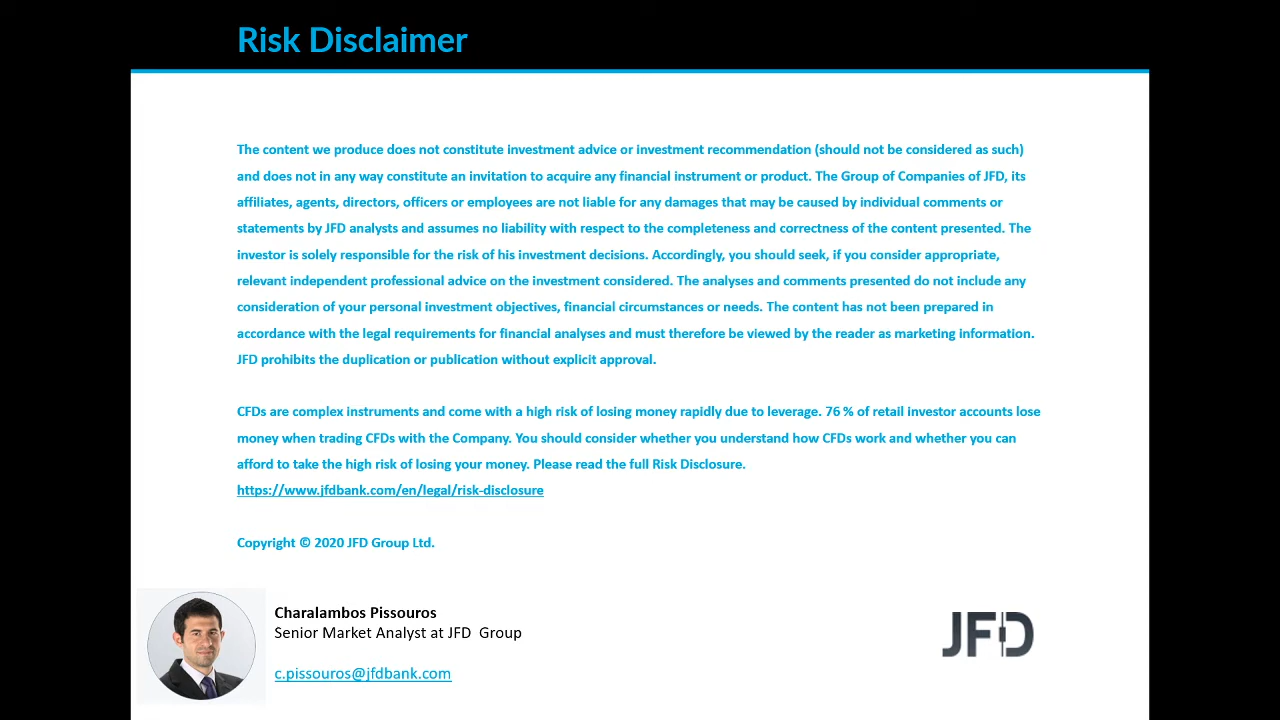 Risk Disclaimer
The content we produce does not constitute investment advice or investment recommendation (should not be considered as such)
and does not in any way constitute an invitation to acquire any financial instrument or product. The Group of Companies of JFD, its
affiliates, agents, directors, officers or employees are not liable for any damages that may be caused by individual comments or
statements by JFD analysts and assumes no liability with respect to the completeness and correctness of the content presented. The
investor is solely responsible for the risk of his investment decisions. Accordingly, you should seek, if you consider appropriate,
relevant independent professional advice on the investment considered. The analyses and comments presented do not include any
consideration of your personal investment objectives, financial circumstances or needs. The content has not been prepared in
accordance with the legal requirements for financial analyses and must therefore be viewed by the reader as marketing information.
JFD prohibits the duplication or publication without explicit approval.
CFDs are complex instruments and come with a high risk of losing money rapidly due to leverage. 76 % of retail investor accounts lose
money when trading CFDs with the Company. You should consider whether you understand how CFDs work and whether you can
afford to take the high risk of losing your money. Please read the full Risk Disclosure.
https://www.jfdbank.com/en/legal/risk-disclosure
Copyright © 2020 JFD Group Ltd.
Charalambos Pissouros
Senior Market Analyst at JFD Group
c.pissouros@jfdbank.com
JFD